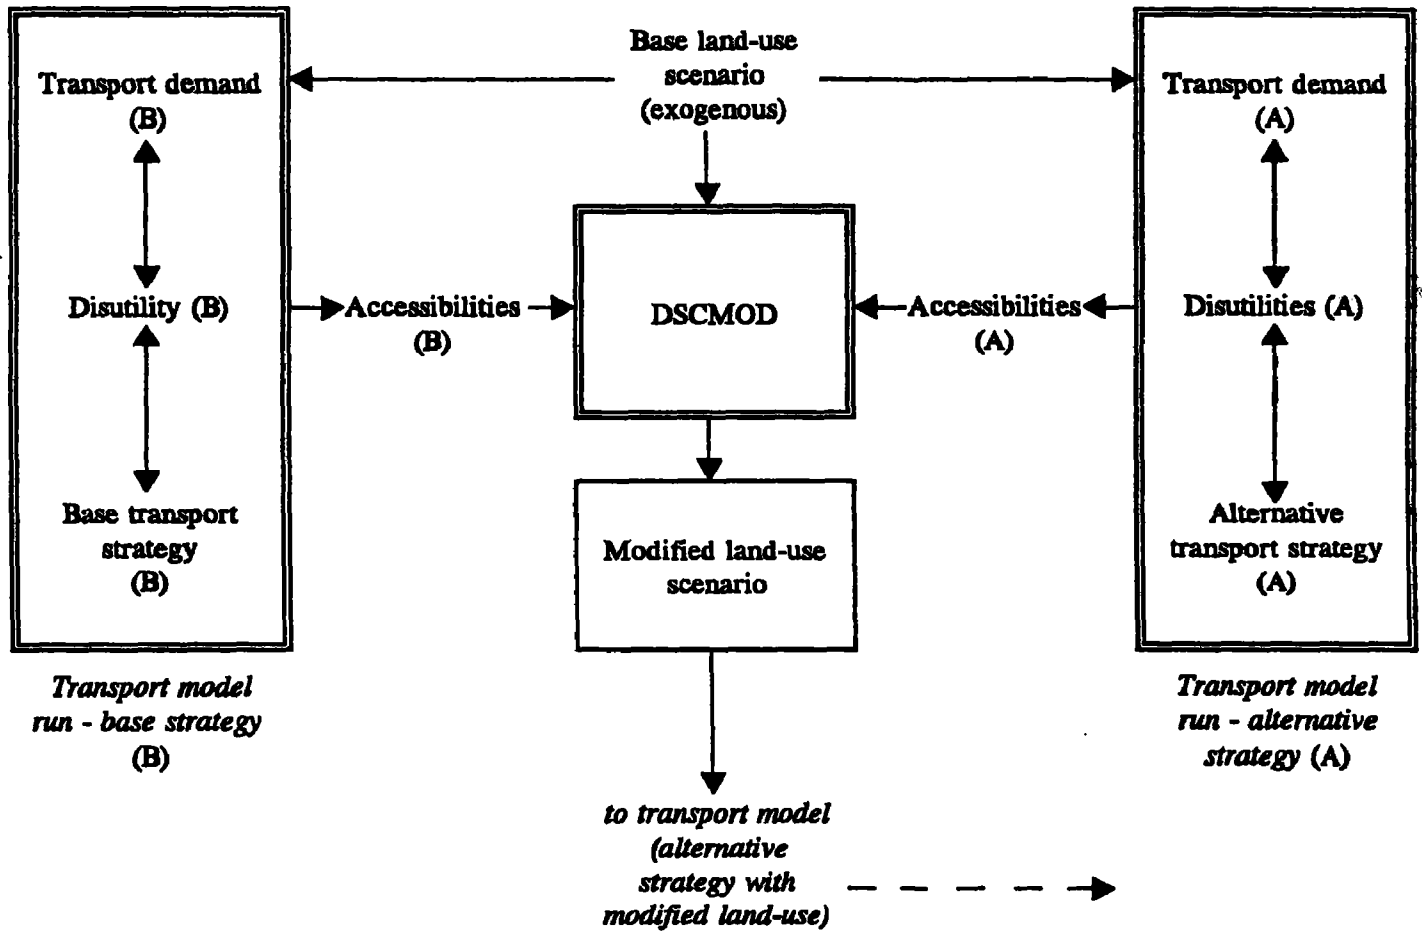 Base land-use
scenario
(exogenous)
Transport demand
(B)
Disutility (B)
Base transport
strategy
(B)
Transport model
run - base strategy
(B)
Accessibilities
(B)
DSCMOD
Accessibilities
(A)
Transport demand
(A)
Disutilities (A)
Alternative
transport strategy
(A)
Transport model
run - alternative
strategy (A)
Modified land-use
scenario
to transport model
(alternative
strategy with
modified land-use)